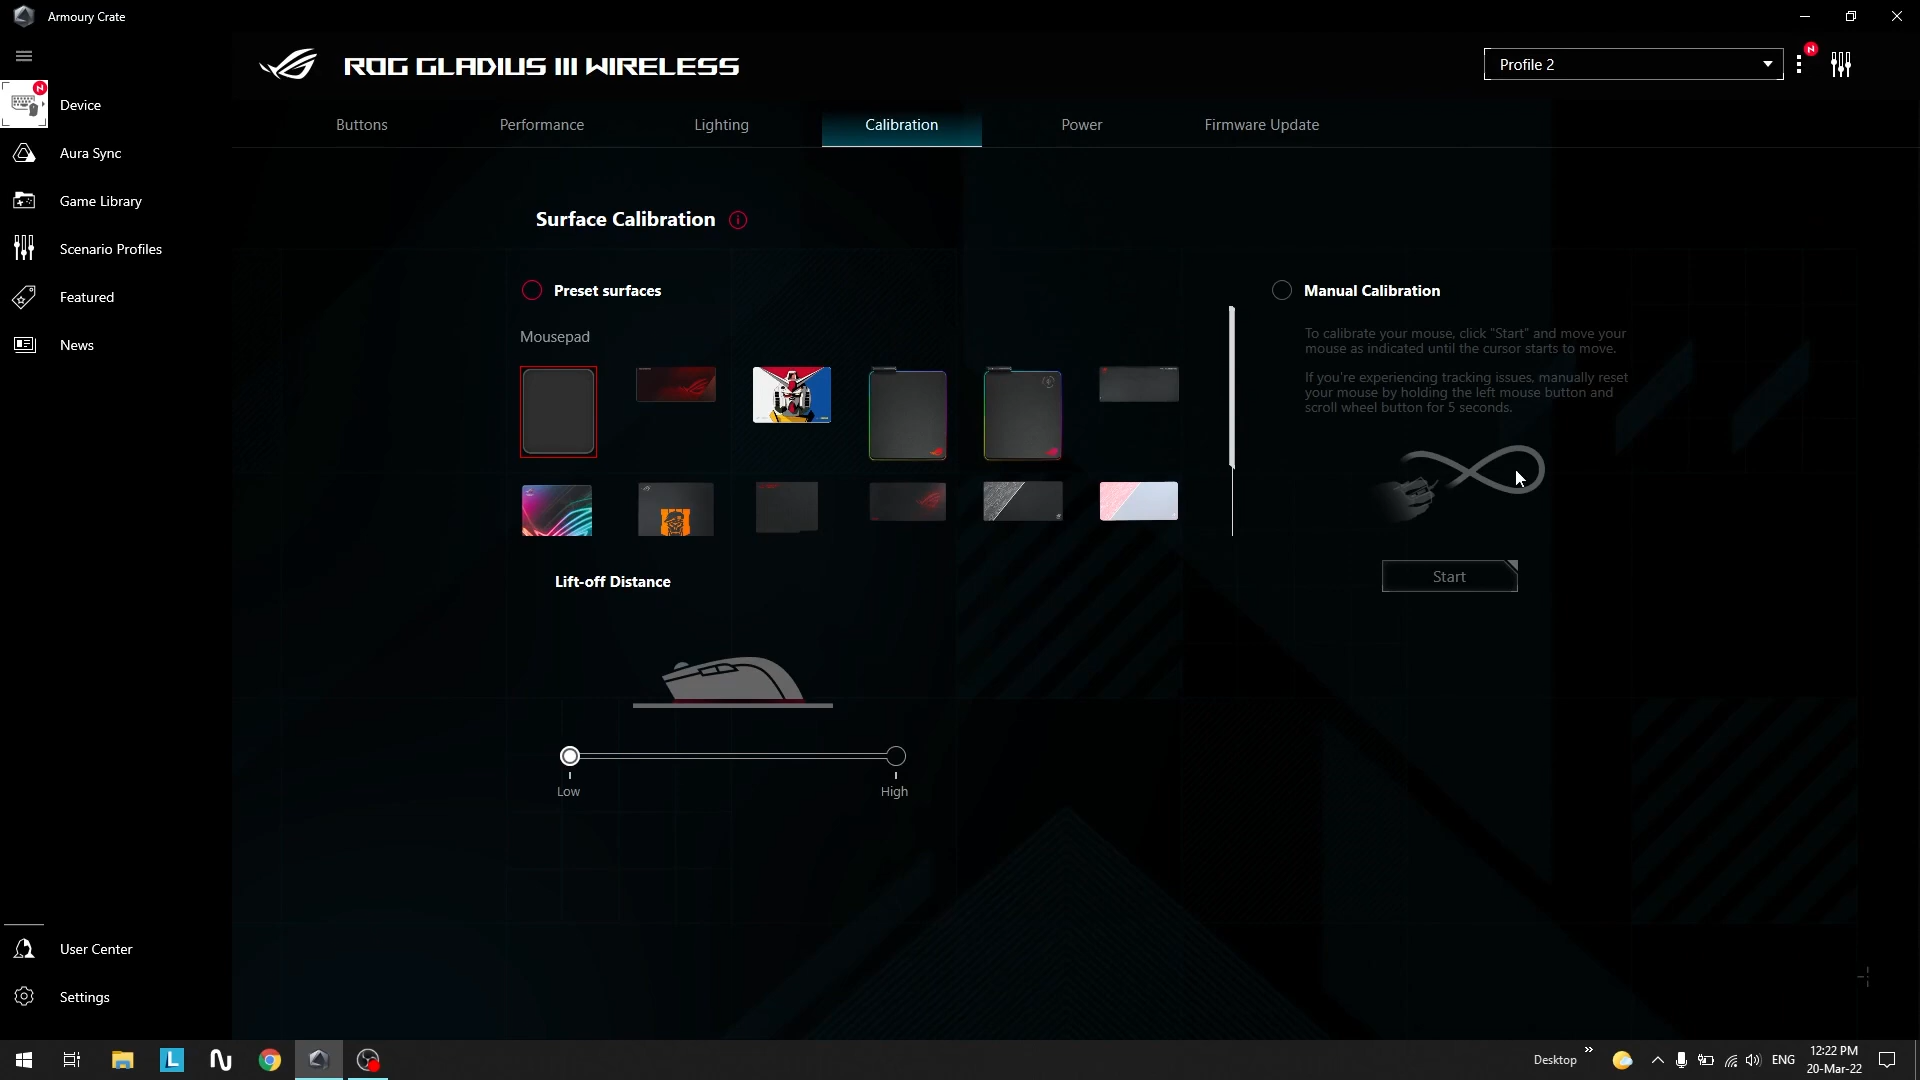 Armoury Crate
ROG GLADIUS III WIRELESS
Profile 2
N
N
Device
Aura Sync
Game Library
Scenario Profiles
Featured
News
Buttons
Performance
Lighting
Calibration
Power
Firmware Update
Surface Calibration
Preset surfaces
Mousepad
Lift-off Distance
Low
High
Manual Calibration
To calibrate your mouse, click "Start" and move your
mouse as indicated until the cursor starts to move.
If you're experiencing tracking issues, manually reset
your mouse by holding the left mouse button and
scroll wheel button for 5 seconds.
Start
User Center
Settings
L
Desktop
ENG
12:22 PM
20-Mar-22